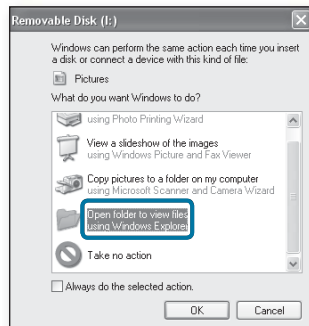 Removable Disk (I:)
Windows can perform the same action each time you insert
a disk or connect a device with this kind of file:
Pictures
What do you want Windows to do?
using Photo Printing Wizard
View a slideshow of the images
using Windows Picture and Fax Viewer
Copy pictures to a folder on my computer
using Microsoft Scanner and Camera Wizard
Open folder to view files
using Windows Explorer
Take no action
Always do the selected action.
OK Cancel